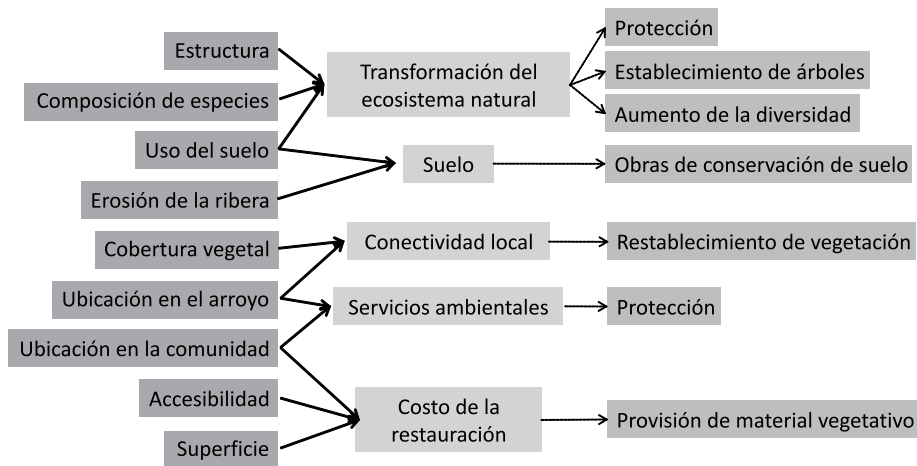 Estructura
Composición de especies
Uso del suelo
Erosión de la ribera
Cobertura vegetal
Ubicación en el arroyo
Ubicación en la comunidad
Accesibilidad
Superficie
Transformación del
ecosistema natural
Suelo
Conectividad local
Servicios ambientales
Costo de la
restauración
Protección
Establecimiento de árboles
Aumento de la diversidad
Obras de conservación de suelo
Restablecimiento de vegetación
Protección
Provisión de material vegetativo